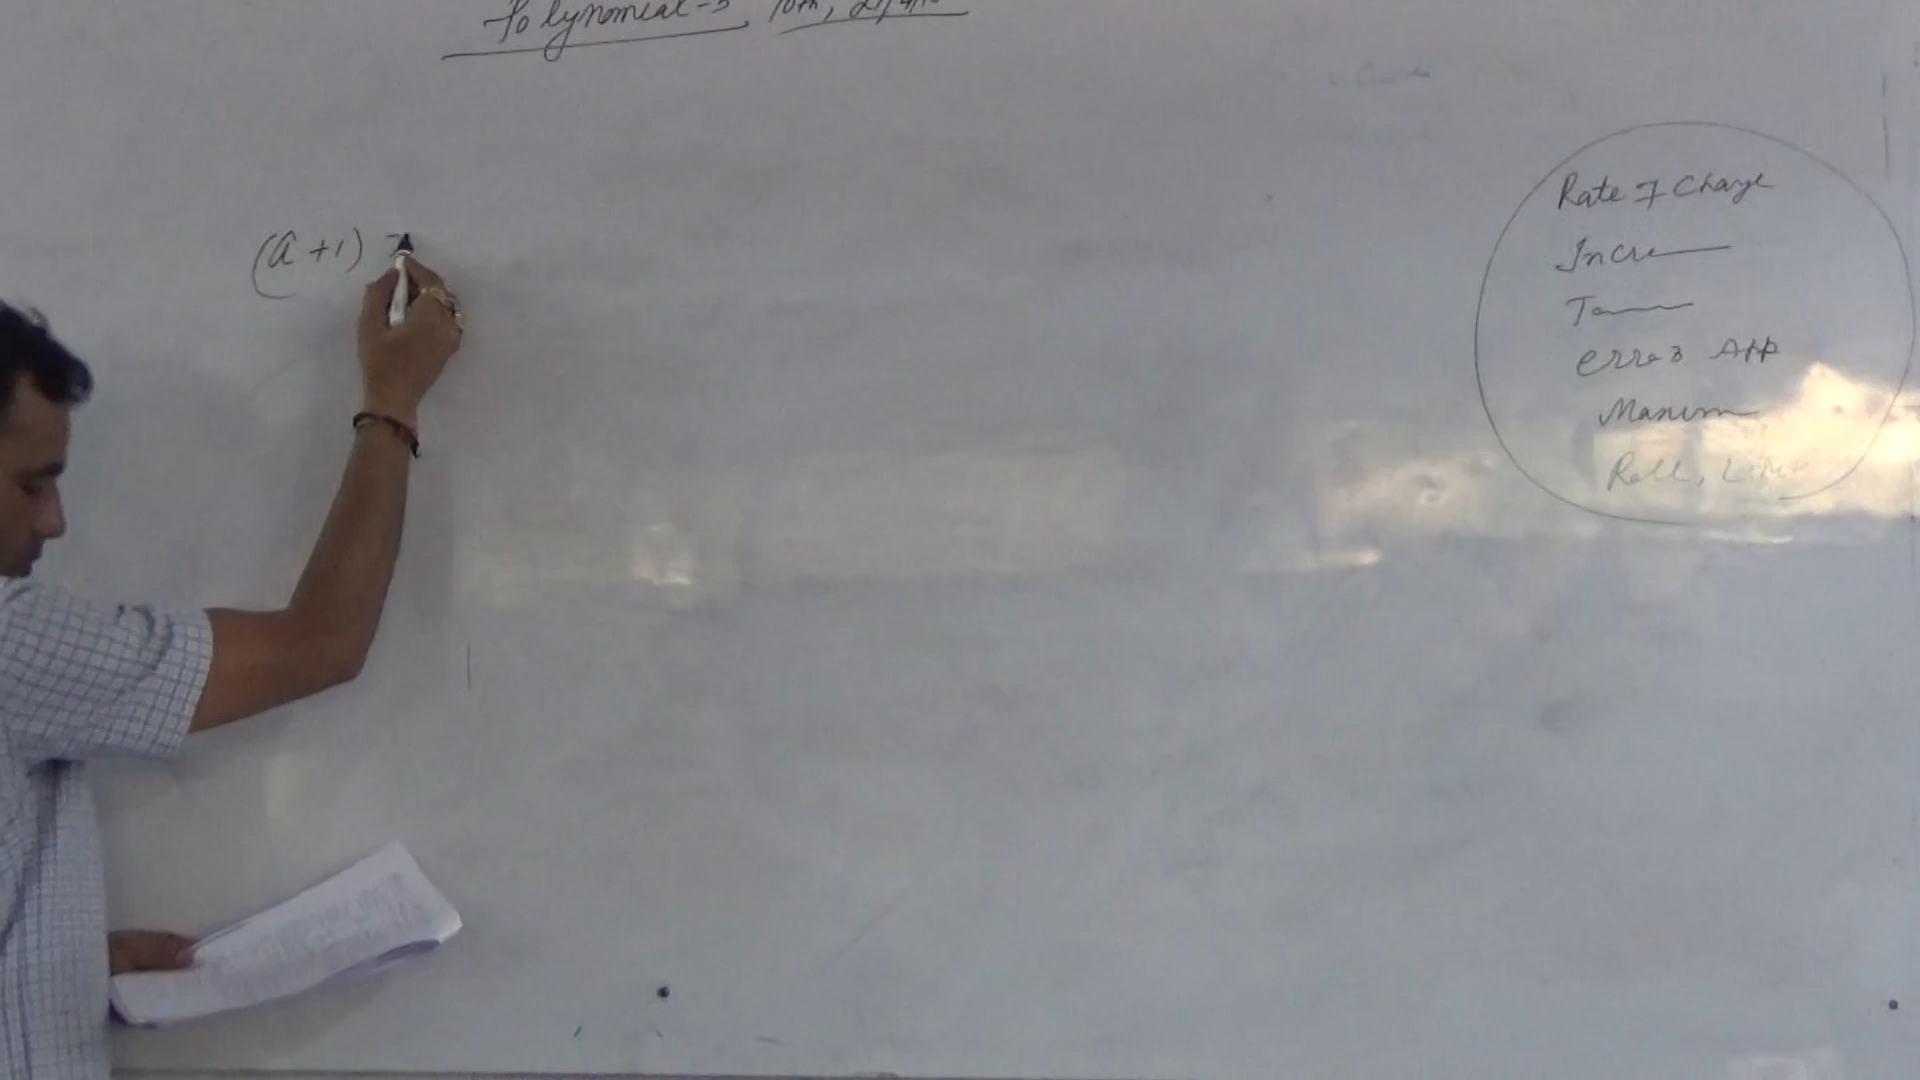 Polynomial-3, 10th,
(a+1)
Rate of Change
Incre
Ta
error App
Maxim
Roll,